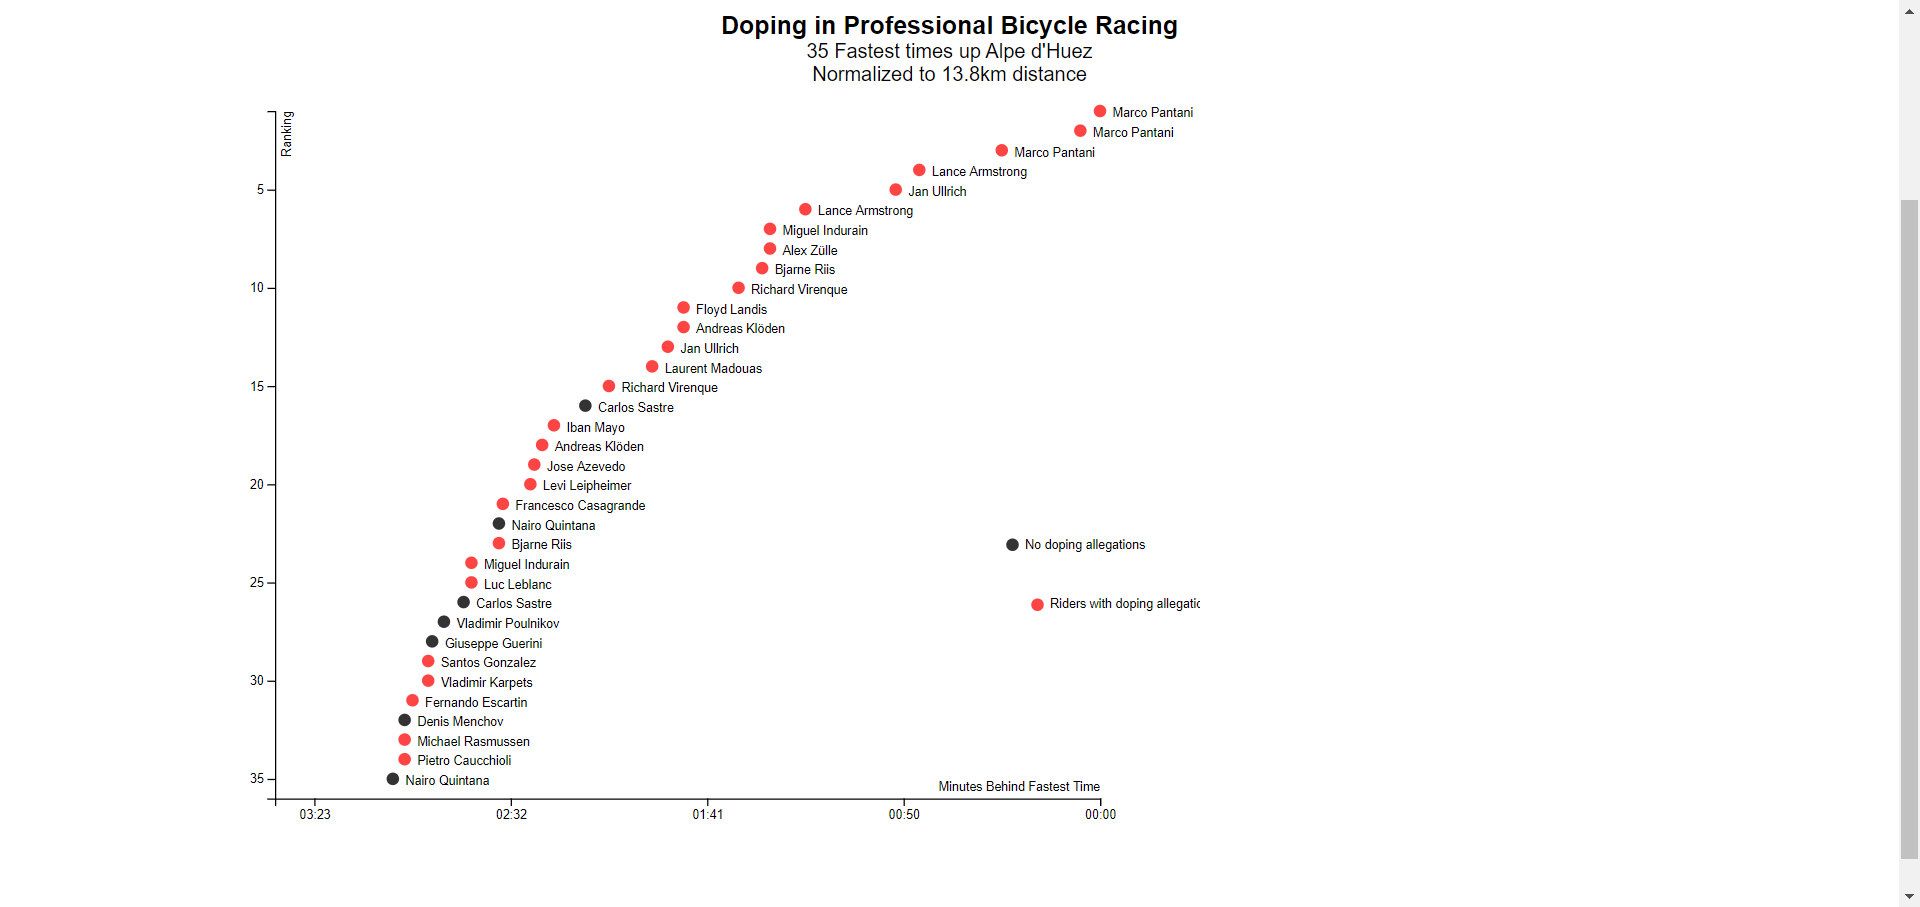 Doping in Professional Bicycle Racing
35 Fastest times up Alpe d'Huez
Normalized to 13.8km distance
Ranking
Marco Pantani
Marco Pantani
Marco Pantani
Lance Armstrong
5
Jan Ullrich
Lance Armstrong
Miguel Indurain
Alex Zülle
Bjarne Riis
10
Richard Virenque
Floyd Landis
Andreas Klöden
Jan Ullrich
Laurent Madouas
15
Richard Virenque
Carlos Sastre
Iban Mayo
Andreas Klöden
Jose Azevedo
20
Levi Leipheimer
Francesco Casagrande
Nairo Quintana
Bjarne Riis
No doping allegations
Miguel Indurain
25
Luc Leblanc
Carlos Sastre
Riders with doping allegatic
Vladimir Poulnikov
Giuseppe Guerini
Santos Gonzalez
30
Vladimir Karpets
Fernando Escartin
Denis Menchov
Michael Rasmussen
Pietro Caucchioli
35
Nairo Quintana
Minutes Behind Fastest Time
03:23 02:32 01:41 00:50 00:00